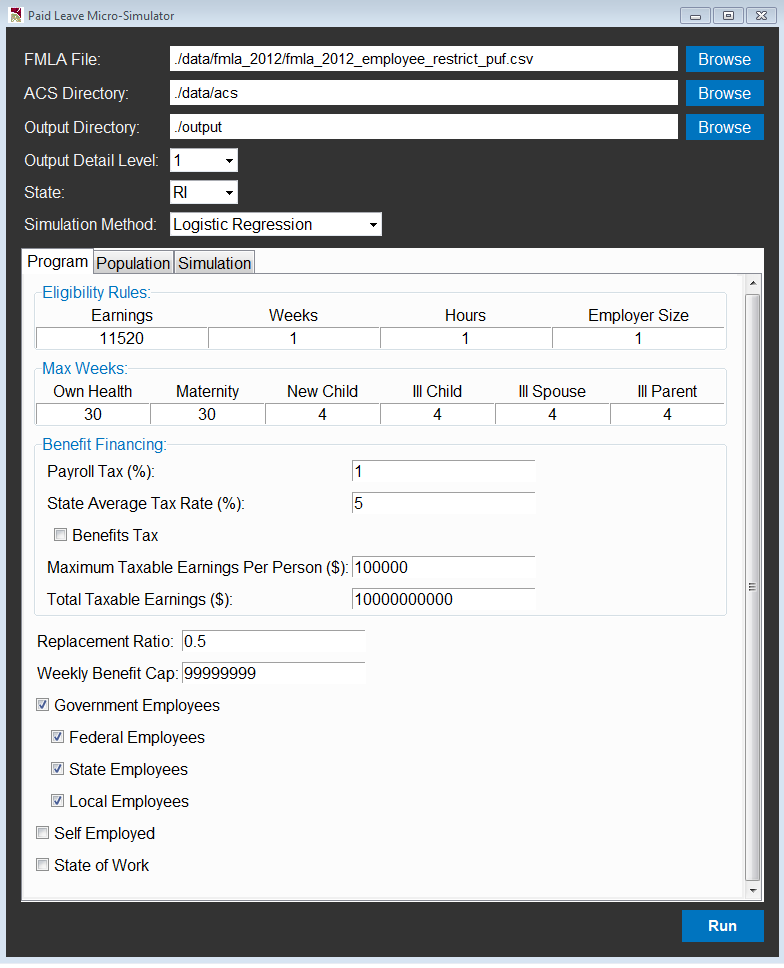 Paid Leave Micro-Simulator
FMLA File: ./data/fmla_2012/fmla_2012_employee_restrict_puf.csv Browse
ACS Directory: ./data/acs Browse
Output Directory: ./output Browse
Output Detail Level: 1
State: RI
Simulation Method: Logistic Regression
Program Population Simulation
Eligibility Rules:
Earnings Weeks Hours Employer Size
11520 1 1 1
Max Weeks:
Own Health Maternity New Child Ill Child Ill Spouse Ill Parent
30 30 4 4 4 4
Benefit Financing:
Payroll Tax (%): 1
State Average Tax Rate (%): 5
Benefits Tax
Maximum Taxable Earnings Per Person ($): 100000
Total Taxable Earnings ($): 10000000000
Replacement Ratio: 0.5
Weekly Benefit Cap: 99999999
Government Employees
Federal Employees
State Employees
Local Employees
Self Employed
State of Work
Run